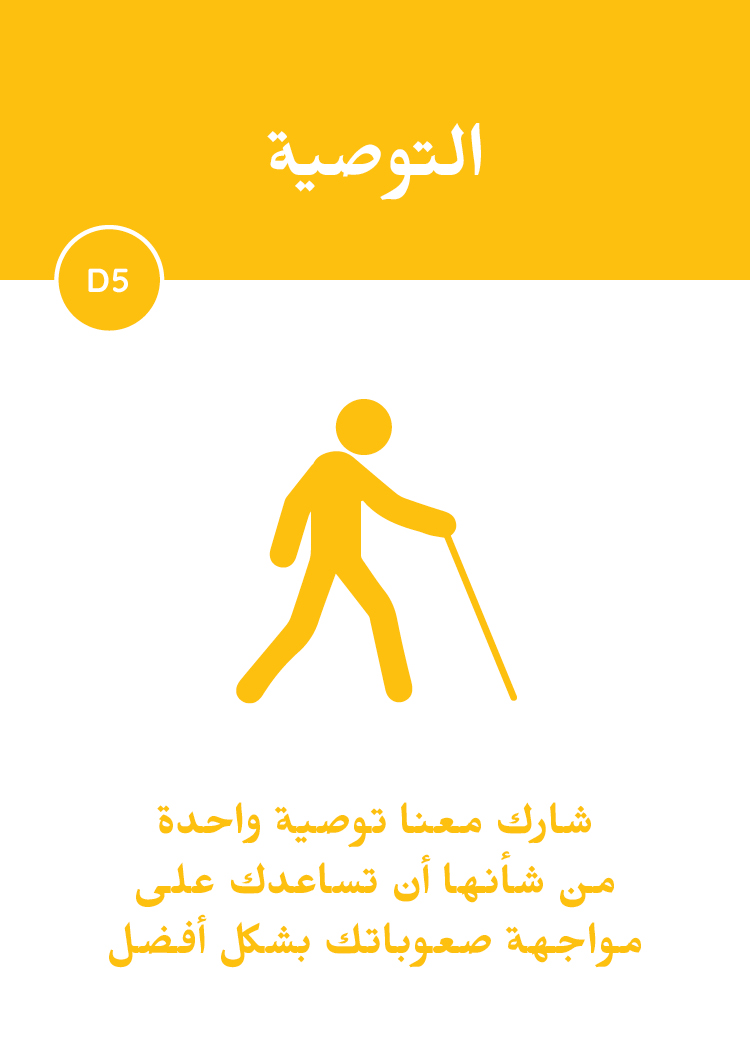 التوصية
D5
شارك معنا توصية واحدة
من شأنها أن تساعدك على
مواجهة صعوباتك بشكل أفضل